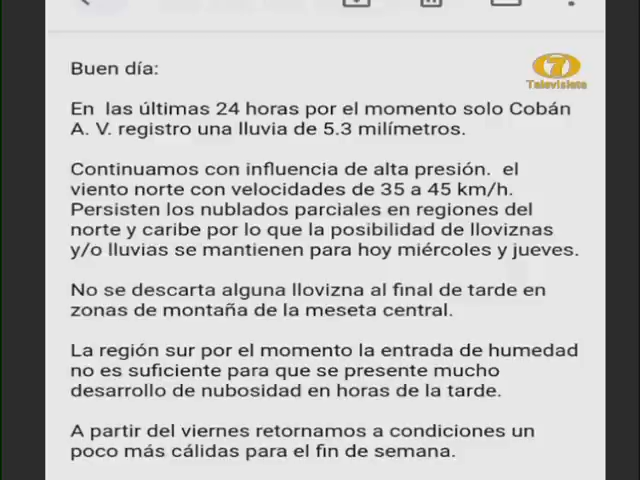 Buen día:
7
Televisiete
En las últimas 24 horas por el momento solo Cobán
A. V. registro una lluvia de 5.3 milímetros.
Continuamos con influencia de alta presión. el
viento norte con velocidades de 35 a 45 km/h.
Persisten los nublados parciales en regiones del
norte y caribe por lo que la posibilidad de lloviznas
y/o lluvias se mantienen para hoy miércoles y jueves.
No se descarta alguna llovizna al final de tarde en
zonas de montaña de la meseta central.
La región sur por el momento la entrada de humedad
no es suficiente para que se presente mucho
desarrollo de nubosidad en horas de la tarde.
A partir del viernes retornamos a condiciones un
poco más cálidas para el fin de semana.